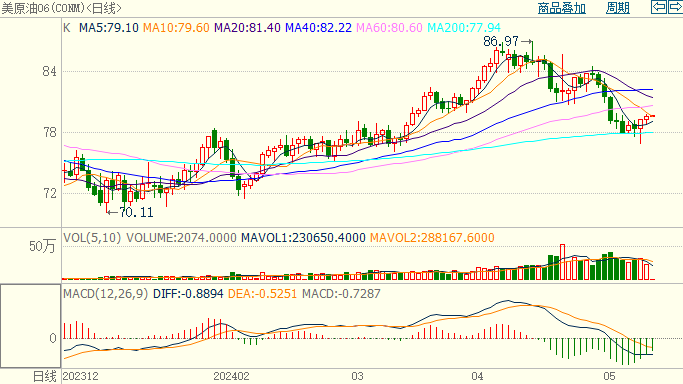 美原油06(CONM)<日线> 商品叠加 周期
K MA5:79.10 MA10:79.60 MA20:81.40 MA40:82.22 MA60:80.60 MA200:77.94
86.97→
84
78
72
←70.11
VOL(5,10) VOLUME:2074.0000 MAVOL1:230650.4000 MAVOL2:288167.6000
50万
MACD(12,26,9) DIFF:-0.8894 DEA:-0.5251 MACD:-0.7287
0
日线 202312 202402 03 04 05